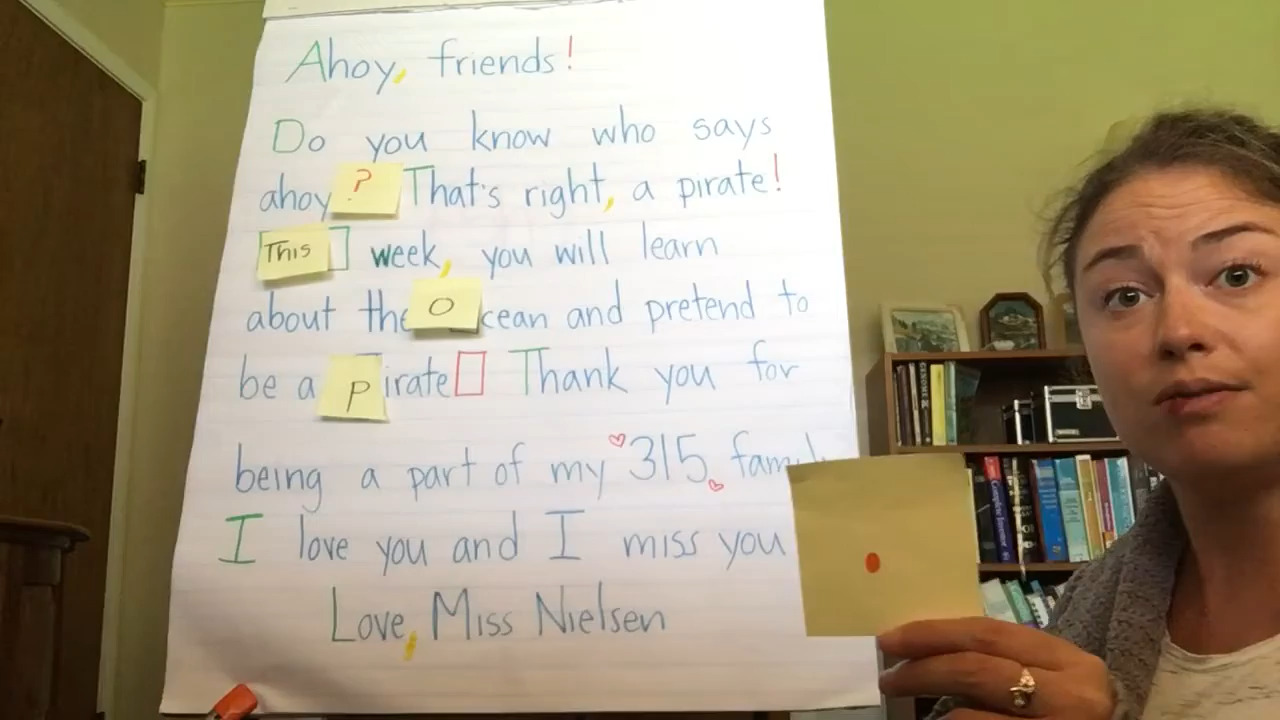 Ahoy, friends!
Do you know who says
ahoy? That's right, a pirate!
This week, you will learn
about the Ocean and pretend to
be a pirate Thank you for
being a part of my 315
I love you and I miss you
Love, Miss Nielsen